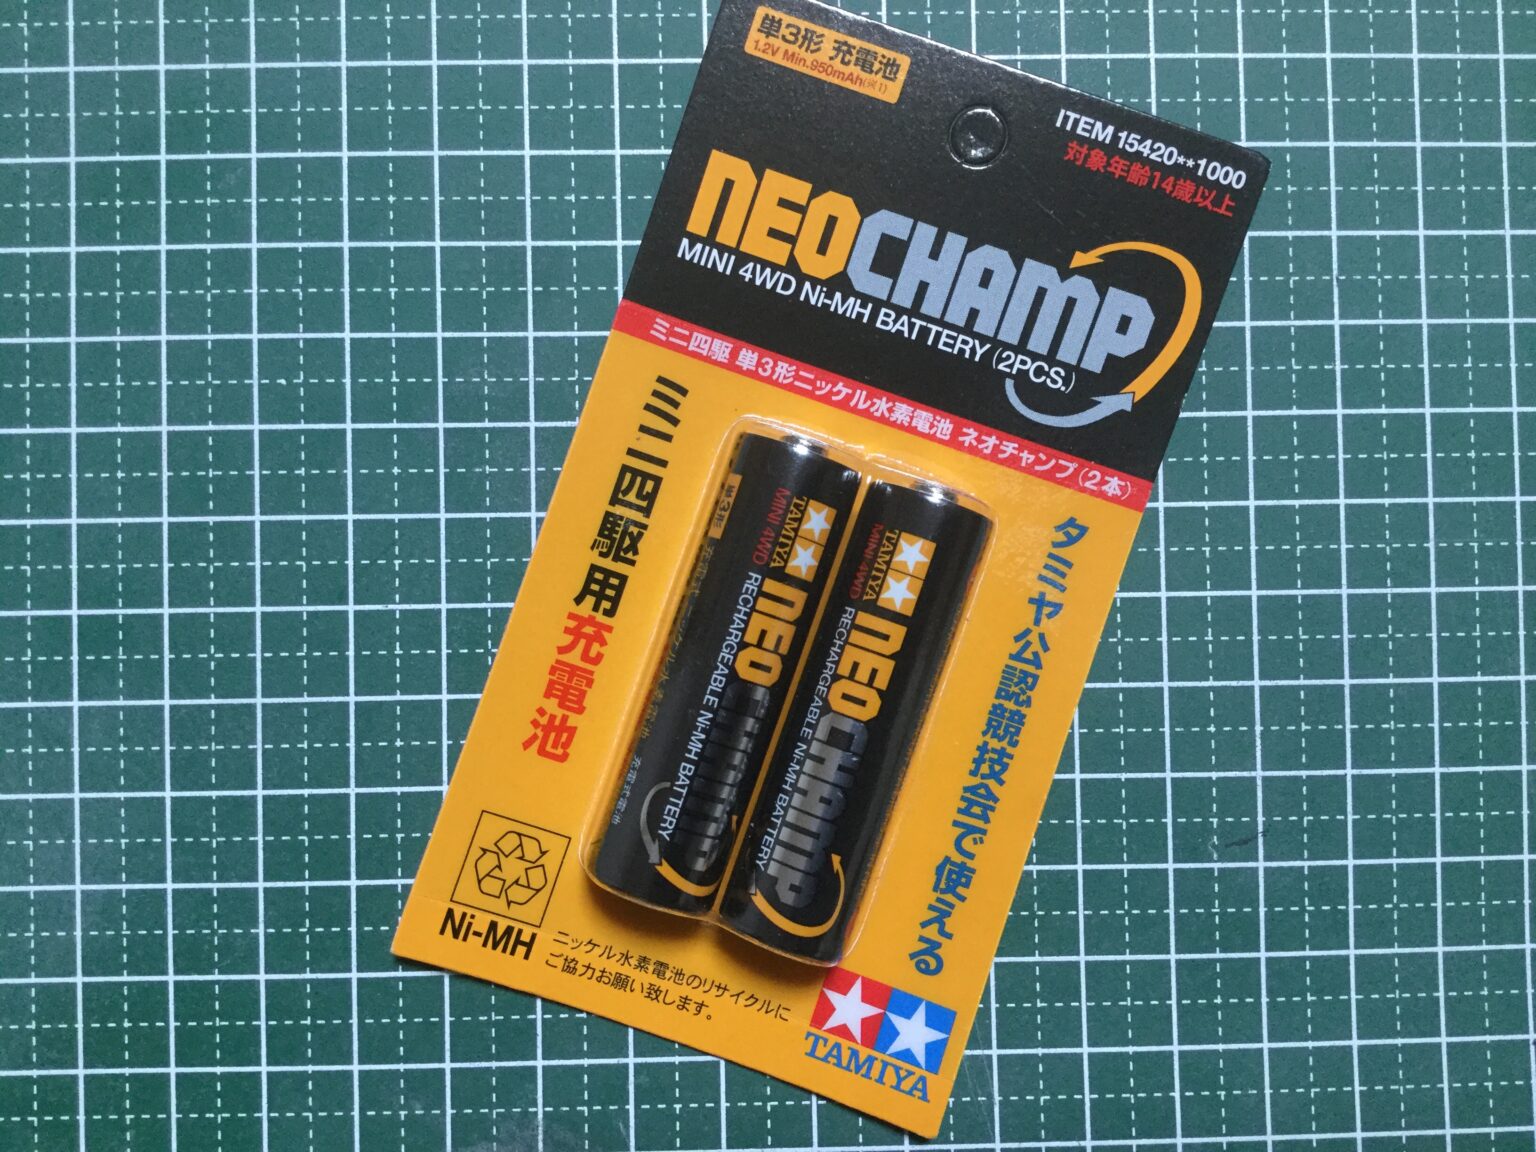 単3形 充電池
1.2V Min.950mAh(※1)
ITEM 15420**1000
対象年齢14歳以上
NEOCHAMP
MINI 4WD Ni-MH BATTERY (2PCS.)
ミニ四駆 単3形ニッケル水素電池 ネオチャンプ(2本)
ミニ四駆用充電池
タミヤ公認競技会で使える
単3形
TAMIYA
MINI 4WD
NEOCHAMP
RECHARGEABLE Ni-MH BATTERY
TAMIYA
MINI 4WD
NEOCHAMP
RECHARGEABLE Ni-MH BATTERY
Ni-MH
ニッケル水素電池のリサイクルに
ご協力お願い致します。
TAMIYA